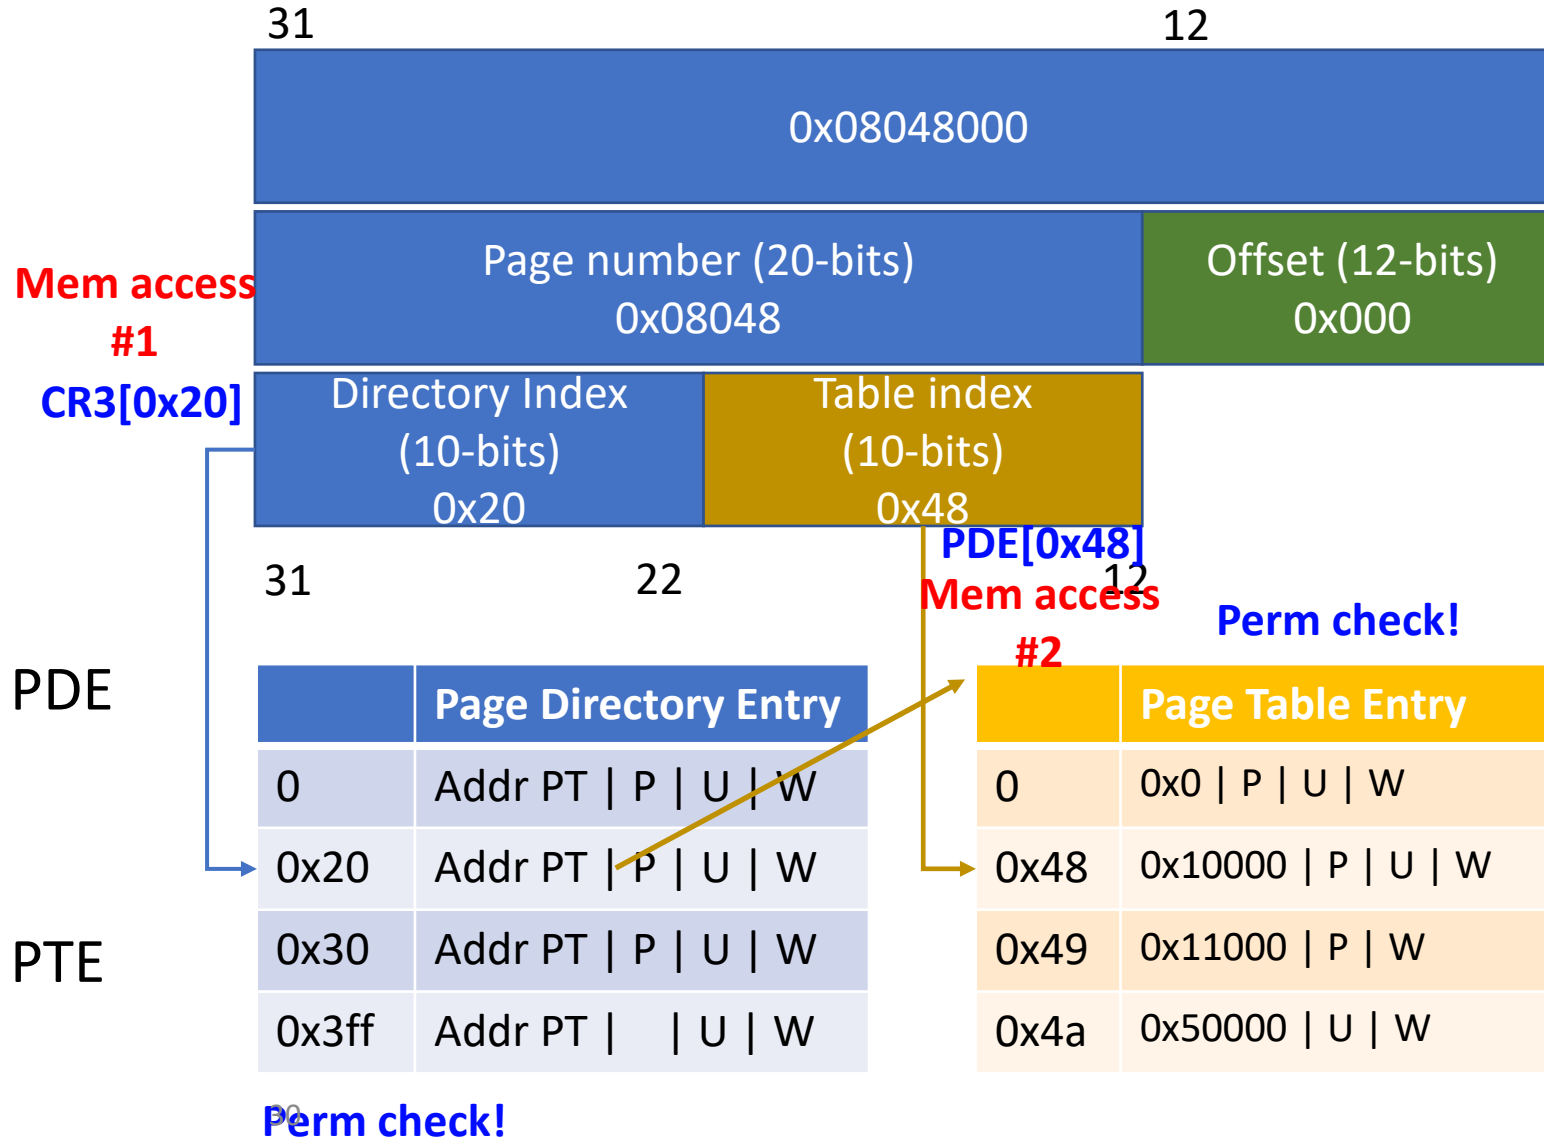 31 12
0x08048000
Page number (20-bits)
0x08048
Offset (12-bits)
0x000
Mem access
#1
CR3[0x20]
Directory Index
(10-bits)
0x20
Table index
(10-bits)
0x48
PDE[0x48]
31 22 12
Mem access
#2
Perm check!
PDE
PTE
Page Directory Entry
0 Addr PT | P | U | W
0x20 Addr PT | P | U | W
0x30 Addr PT | P | U | W
0x3ff Addr PT | | U | W
Page Table Entry
0 0x0 | P | U | W
0x48 0x10000 | P | U | W
0x49 0x11000 | P | W
0x4a 0x50000 | U | W
30
Perm check!